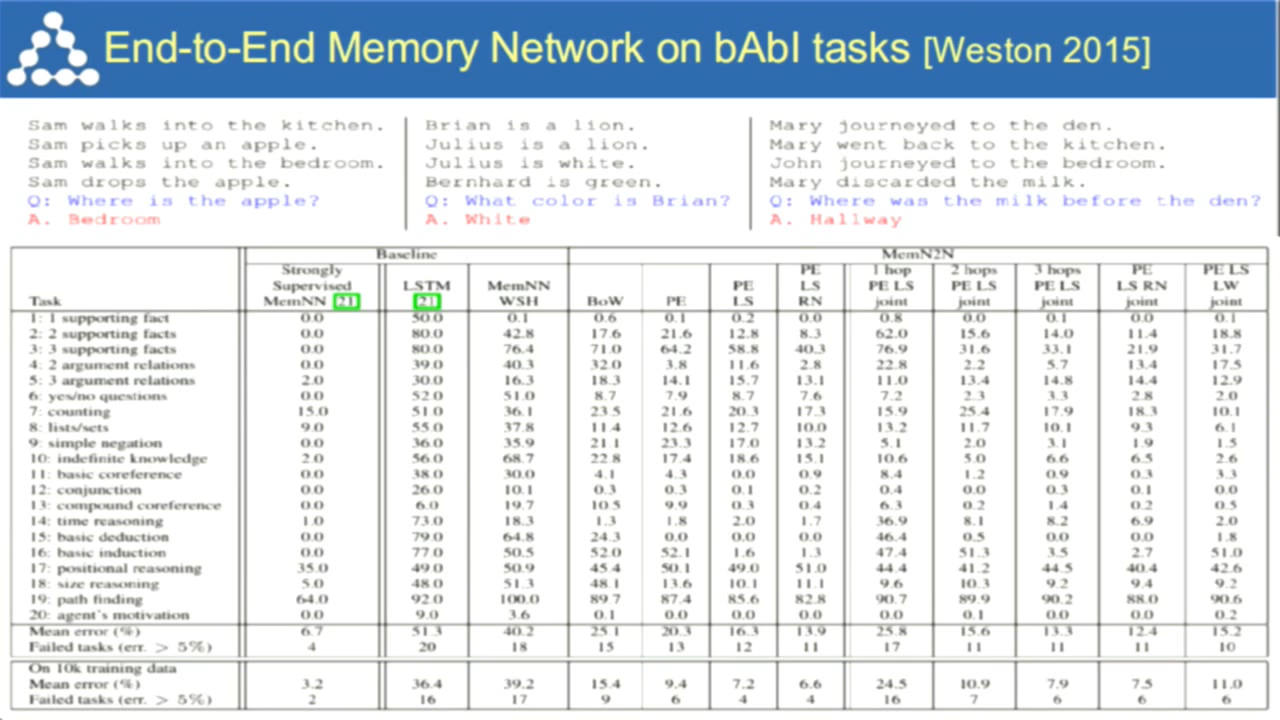 End-to-End Memory Network on bAbI tasks [Weston 2015]
Sam walks into the kitchen.
Sam picks up an apple.
Sam walks into the bedroom.
Sam drops the apple.
Q: Where is the apple?
A. Bedroom
Brian is a lion.
Julius is a lion.
Julius is white.
Bernhard is green.
Q: What color is Brian?
A. White
Mary journeyed to the den.
Mary went back to the kitchen.
John journeyed to the bedroom.
Mary discarded the milk.
Q: Where was the milk before the den?
A. Hallway
Baseline MemN2N
Strongly PE 1 hop 2 hops 3 hops PE PE LS
Supervised LSTM MemNN PE LS PE LS PE LS PE LS LS RN LW
Task MemNN [21] [21] WSH BoW PE LS RN joint joint joint joint joint
1: 1 supporting fact 0.0 50.0 0.1 0.6 0.1 0.2 0.0 0.8 0.0 0.1 0.0 0.1
2: 2 supporting facts 0.0 80.0 42.8 17.6 21.6 12.8 8.3 62.0 15.6 14.0 11.4 18.8
3: 3 supporting facts 0.0 80.0 76.4 71.0 64.2 58.8 40.3 76.9 31.6 33.1 21.9 31.7
4: 2 argument relations 0.0 39.0 40.3 32.0 3.8 11.6 2.8 22.8 2.2 5.7 13.4 17.5
5: 3 argument relations 2.0 30.0 16.3 18.3 14.1 15.7 13.1 11.0 13.4 14.8 14.4 12.9
6: yes/no questions 0.0 52.0 51.0 8.7 7.9 8.7 7.6 7.2 2.3 3.3 2.8 2.0
7: counting 15.0 51.0 36.1 23.5 21.6 20.3 17.3 15.9 25.4 17.9 18.3 10.1
8: lists/sets 9.0 55.0 37.8 11.4 12.6 12.7 10.0 13.2 11.7 10.1 9.3 6.1
9: simple negation 0.0 36.0 35.9 21.1 23.3 17.0 13.2 5.1 2.0 3.1 1.9 1.5
10: indefinite knowledge 2.0 56.0 68.7 22.8 17.4 18.6 15.1 10.6 5.0 6.6 6.5 2.6
11: basic coreference 0.0 38.0 30.0 4.1 4.3 0.0 0.9 8.4 1.2 0.9 0.3 3.3
12: conjunction 0.0 26.0 10.1 0.3 0.3 0.1 0.2 0.4 0.0 0.3 0.1 0.0
13: compound coreference 0.0 6.0 19.7 10.5 9.9 0.3 0.4 6.3 0.2 1.4 0.2 0.5
14: time reasoning 1.0 73.0 18.3 1.3 1.8 2.0 1.7 36.9 8.1 8.2 6.9 2.0
15: basic deduction 0.0 79.0 64.8 24.3 0.0 0.0 0.0 46.4 0.5 0.0 0.0 1.8
16: basic induction 0.0 77.0 50.5 52.0 52.1 1.6 1.3 47.4 51.3 3.5 2.7 51.0
17: positional reasoning 35.0 49.0 50.9 45.4 50.1 49.0 51.0 44.4 41.2 44.5 40.4 42.6
18: size reasoning 5.0 48.0 51.3 48.1 13.6 10.1 11.1 9.6 10.3 9.2 9.4 9.2
19: path finding 64.0 92.0 100.0 89.7 87.4 85.6 82.8 90.7 89.9 90.2 88.0 90.6
20: agent's motivation 0.0 9.0 3.6 0.1 0.0 0.0 0.0 0.0 0.1 0.0 0.0 0.2
Mean error (%) 6.7 51.3 40.2 25.1 20.3 16.3 13.9 25.8 15.6 13.3 12.4 15.2
Failed tasks (err. > 5%) 4 20 18 15 13 12 11 17 11 11 11 10
On 10k training data
Mean error (%) 3.2 36.4 39.2 15.4 9.4 7.2 6.6 24.5 10.9 7.9 7.5 11.0
Failed tasks (err. > 5%) 2 16 17 9 6 4 4 16 7 6 6 6